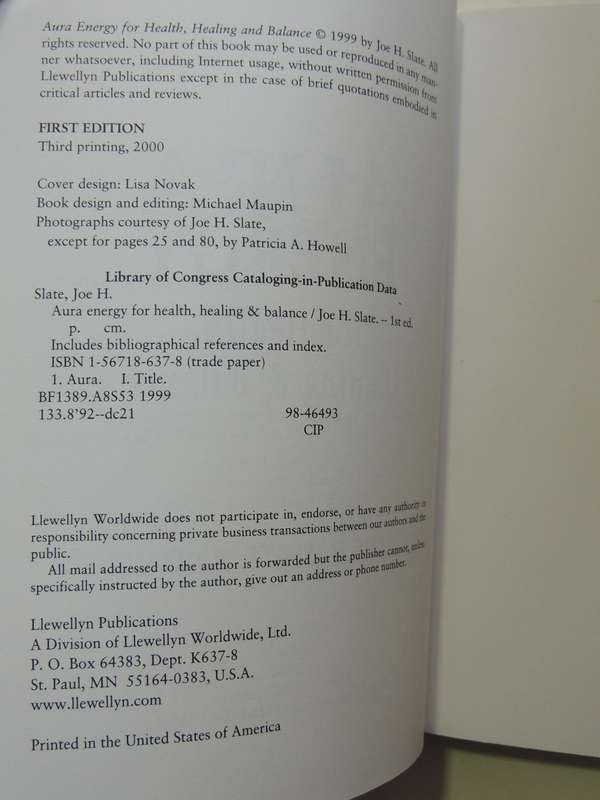 Aura Energy for Health, Healing and Balance © 1999 by Joe H. Slate. All
rights reserved. No part of this book may be used or reproduced in any man-
ner whatsoever, including Internet usage, without written permission from
Llewellyn Publications except in the case of brief quotations embodied in
critical articles and reviews.
FIRST EDITION
Third printing, 2000
Cover design: Lisa Novak
Book design and editing: Michael Maupin
Photographs courtesy of Joe H. Slate,
except for pages 25 and 80, by Patricia A. Howell
Library of Congress Cataloging-in-Publication Data
Slate, Joe H.
Aura energy for health, healing & balance / Joe H. Slate. -- 1st ed.
p. cm.
Includes bibliographical references and index.
ISBN 1-56718-637-8 (trade paper)
1. Aura. I. Title.
BF1389.A8S53 1999
133.8'92--dc21 98-46493
CIP
Llewellyn Worldwide does not participate in, endorse, or have any authority or
responsibility concerning private business transactions between our authors and the
public.
All mail addressed to the author is forwarded but the publisher cannot, unless
specifically instructed by the author, give out an address or phone number.
Llewellyn Publications
A Division of Llewellyn Worldwide, Ltd.
P. O. Box 64383, Dept. K637-8
St. Paul, MN 55164-0383, U.S.A.
www.llewellyn.com
Printed in the United States of America